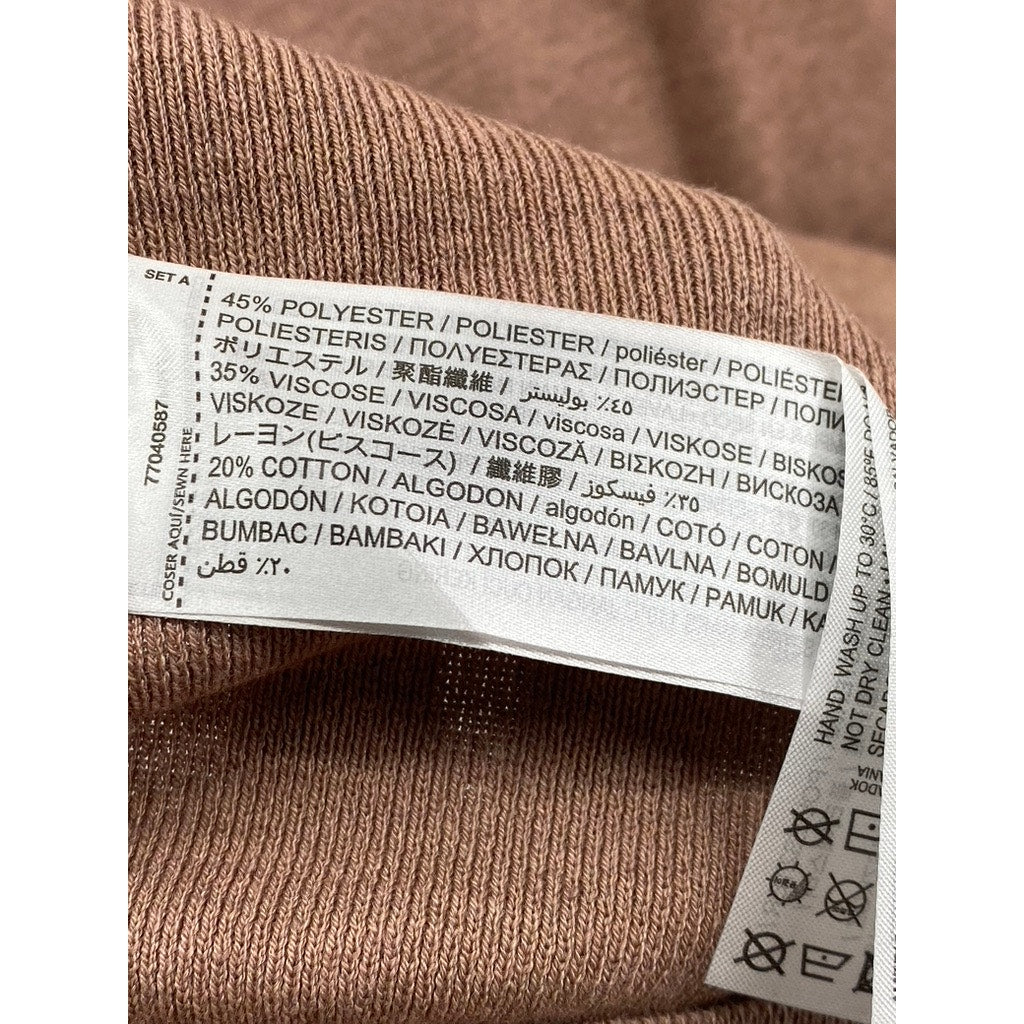 SET A
77040587
COSER AQUÍ/SEWN HERE
45% POLYESTER / POLIESTER / poliéster / POLIÉSTE
POLIESTERIS / ΠΟΛΥΕΣΤΕΡΑΣ / ПОЛИЭСТЕР / ПОЛИ
ポリエステル / 聚酯纖維 / ٤٥٪ بوليستر
35% VISCOSE / VISCOSA / viscosa / VISKOSE / BISKOS
VISKOZE / VISKOZĖ / VISCOZĂ / ΒΙΣΚΟΖΗ / ВИСКОЗА
レーヨン(ビスコース) / 纖維膠 / ٣٥٪ فيسكوز
20% COTTON / ALGODON / algodón / COTÓ / COTON /
ALGODÓN / KOTOIA / BAWEŁNA / BAVLNA / BOMULD
BUMBAC / BAMBAKI / ХЛОПОК / ПАМУК / PAMUK / KA
٢٠٪ قطن
HAND WASH UP TO 30°C / 85°F
NOT DRY CLEAN